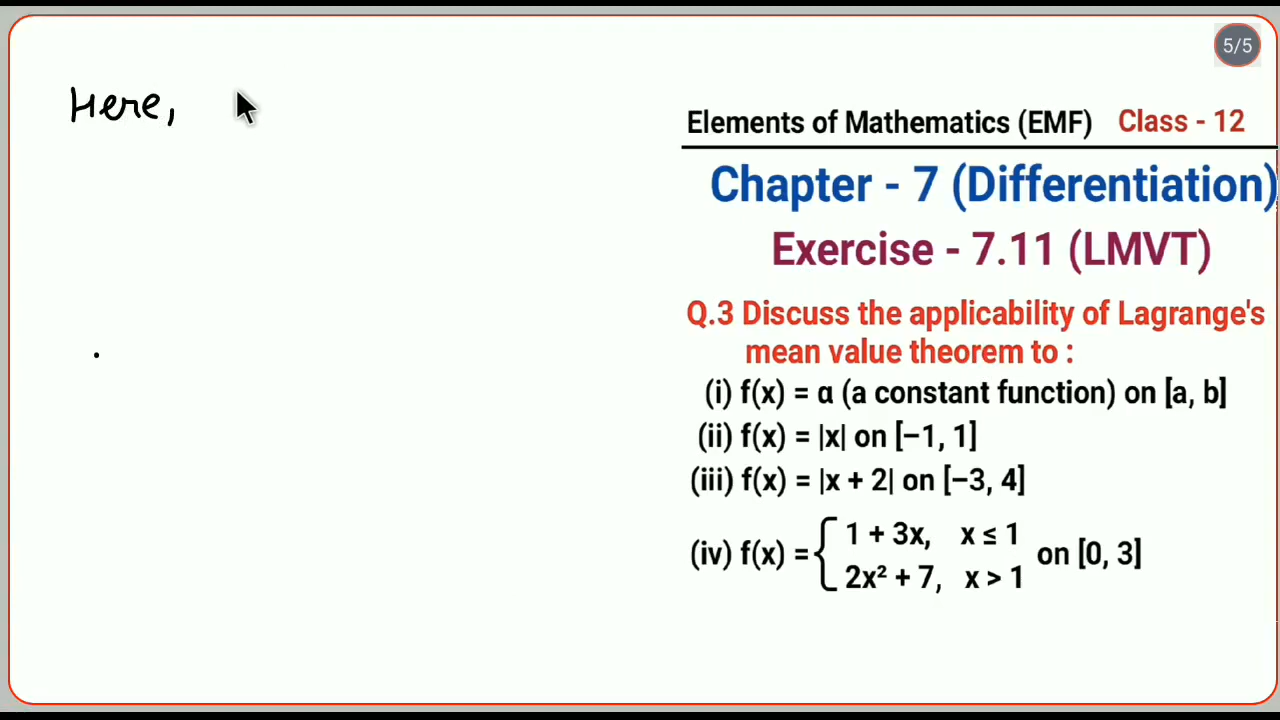 5/5
Here,
Elements of Mathematics (EMF) Class - 12
Chapter - 7 (Differentiation)
Exercise - 7.11 (LMVT)
Q.3 Discuss the applicability of Lagrange's
mean value theorem to :
(i) f(x) = α (a constant function) on [a, b]
(ii) f(x) = |x| on [−1, 1]
(iii) f(x) = |x + 2| on [−3, 4]
(iv) f(x) = { 1 + 3x, x ≤ 1
2x² + 7, x > 1 on [0, 3]